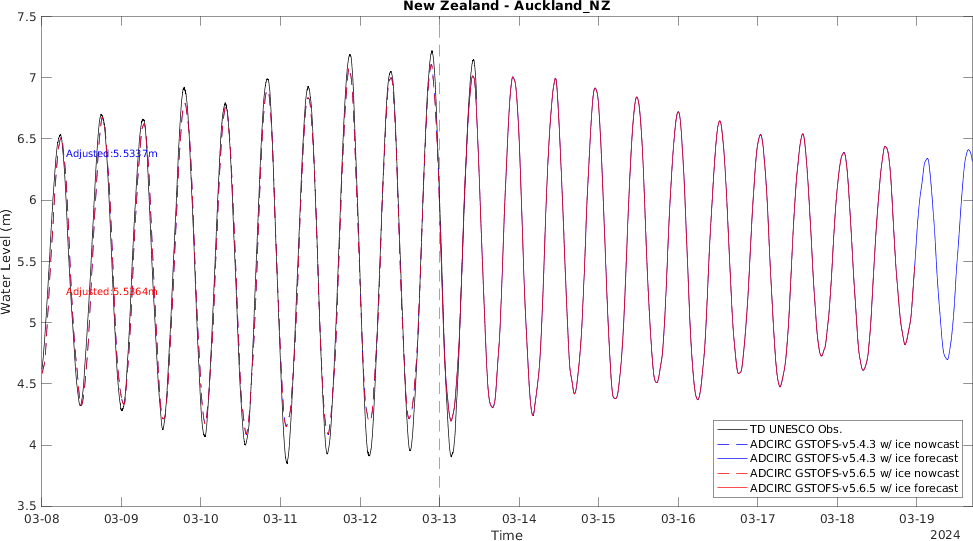 New Zealand - Auckland_NZ
7.5
7
6.5
6
5.5
5
4.5
4
3.5
Water Level (m)
Adjusted:5.5337m
Adjusted:5.5364m
TD UNESCO Obs.
ADCIRC GSTOFS-v5.4.3 w/ ice nowcast
ADCIRC GSTOFS-v5.4.3 w/ ice forecast
ADCIRC GSTOFS-v5.6.5 w/ ice nowcast
ADCIRC GSTOFS-v5.6.5 w/ ice forecast
03-08 03-09 03-10 03-11 03-12 03-13 03-14 03-15 03-16 03-17 03-18 03-19
Time
2024